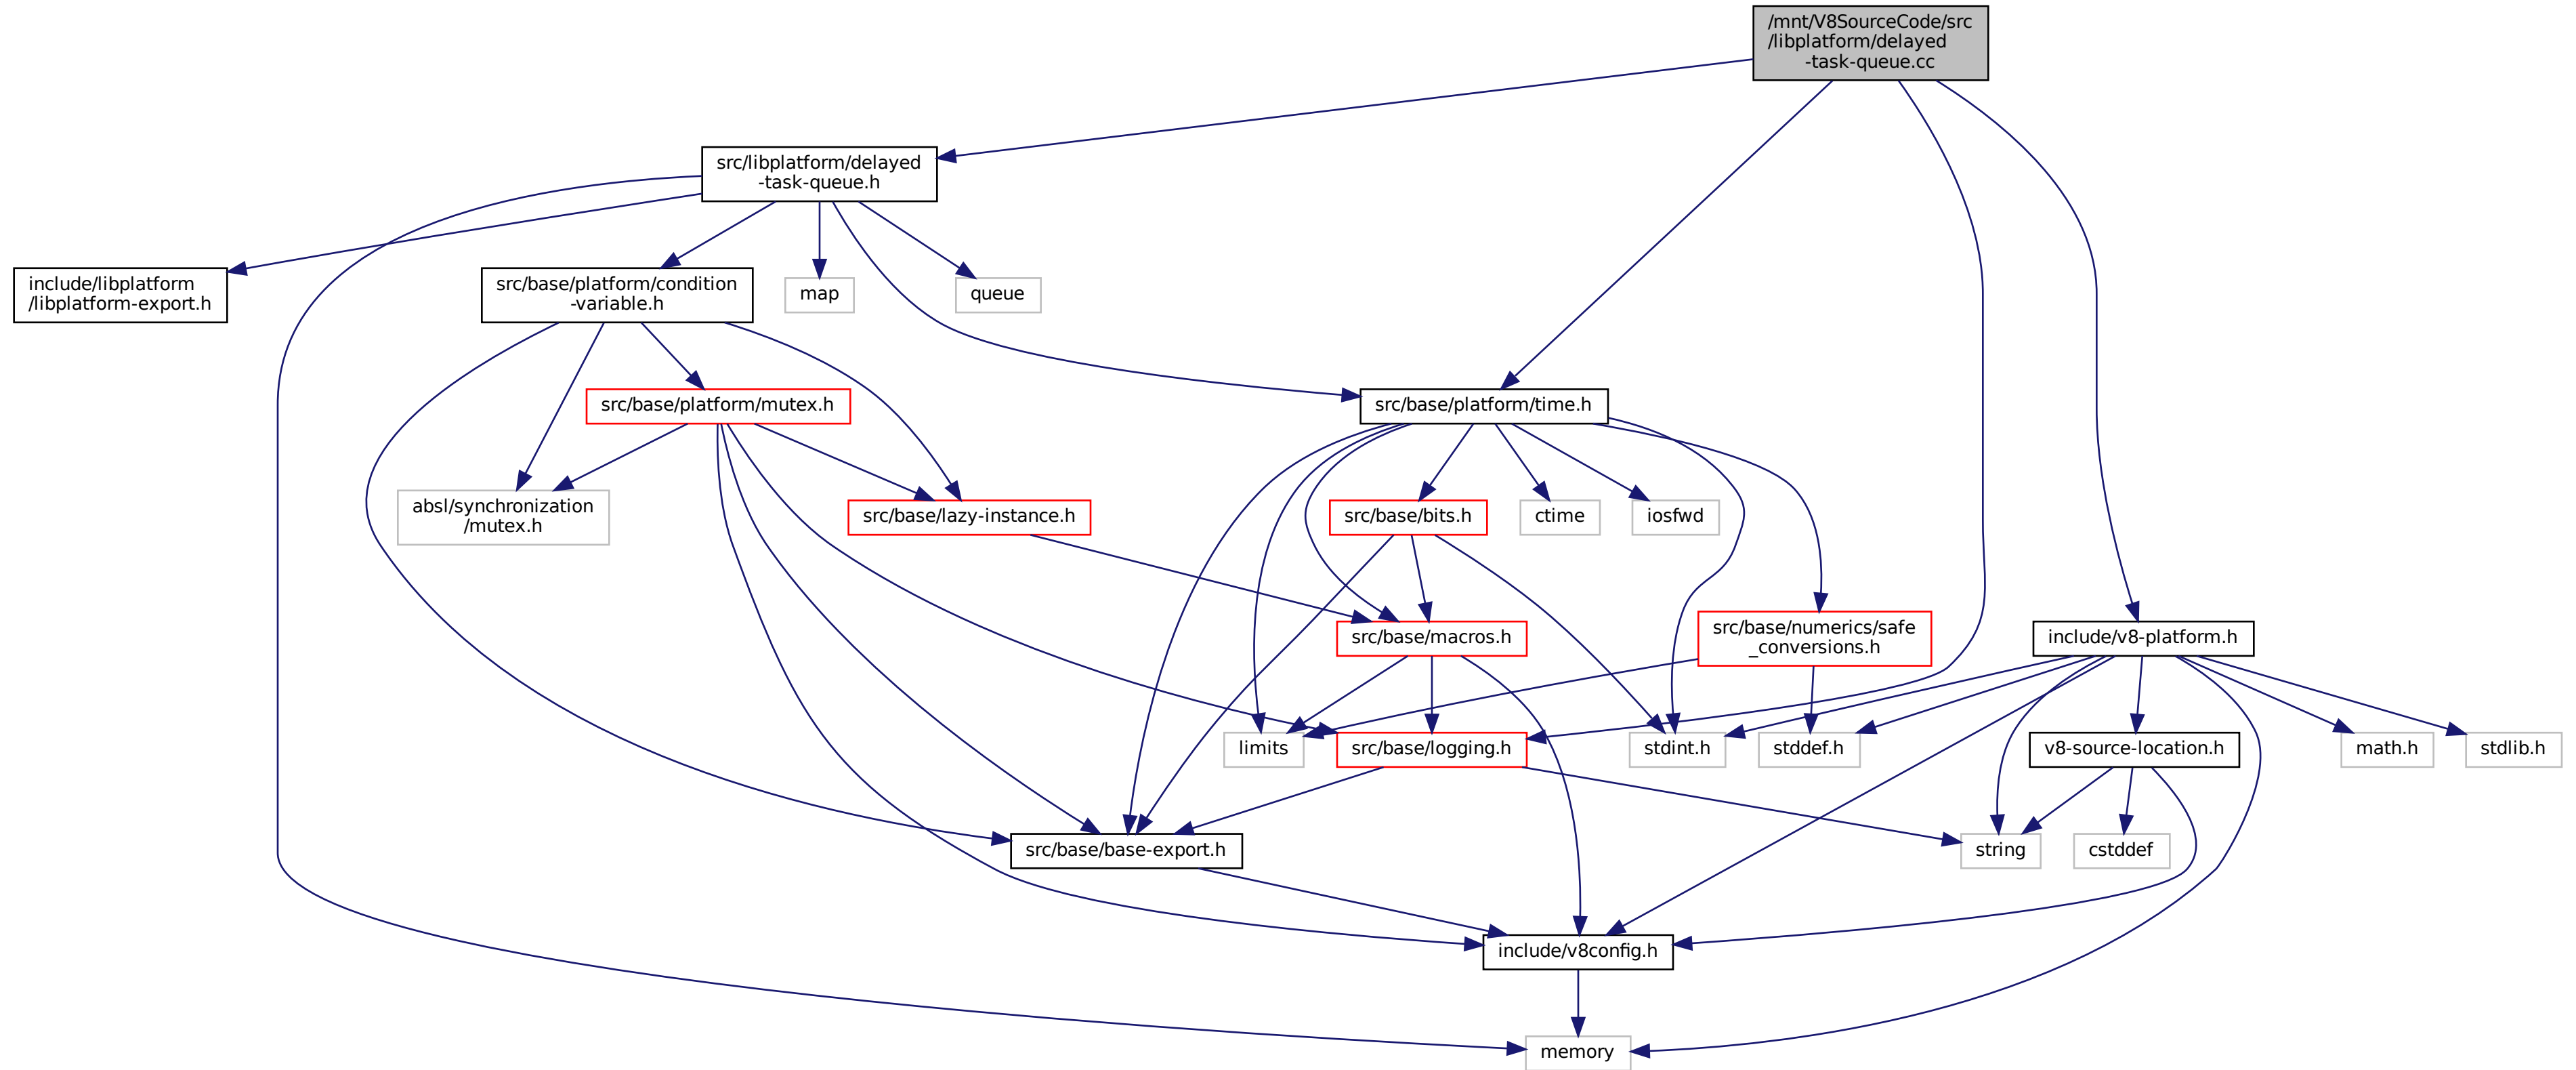 /mnt/V8SourceCode/src
/libplatform/delayed
-task-queue.cc
src/libplatform/delayed
-task-queue.h
include/libplatform
/libplatform-export.h
src/base/platform/condition
-variable.h
map
queue
src/base/platform/mutex.h
src/base/platform/time.h
absl/synchronization
/mutex.h
src/base/lazy-instance.h
src/base/bits.h
ctime
iosfwd
src/base/macros.h
src/base/numerics/safe
_conversions.h
include/v8-platform.h
limits
src/base/logging.h
stdint.h
stddef.h
v8-source-location.h
math.h
stdlib.h
src/base/base-export.h
string
cstddef
include/v8config.h
memory